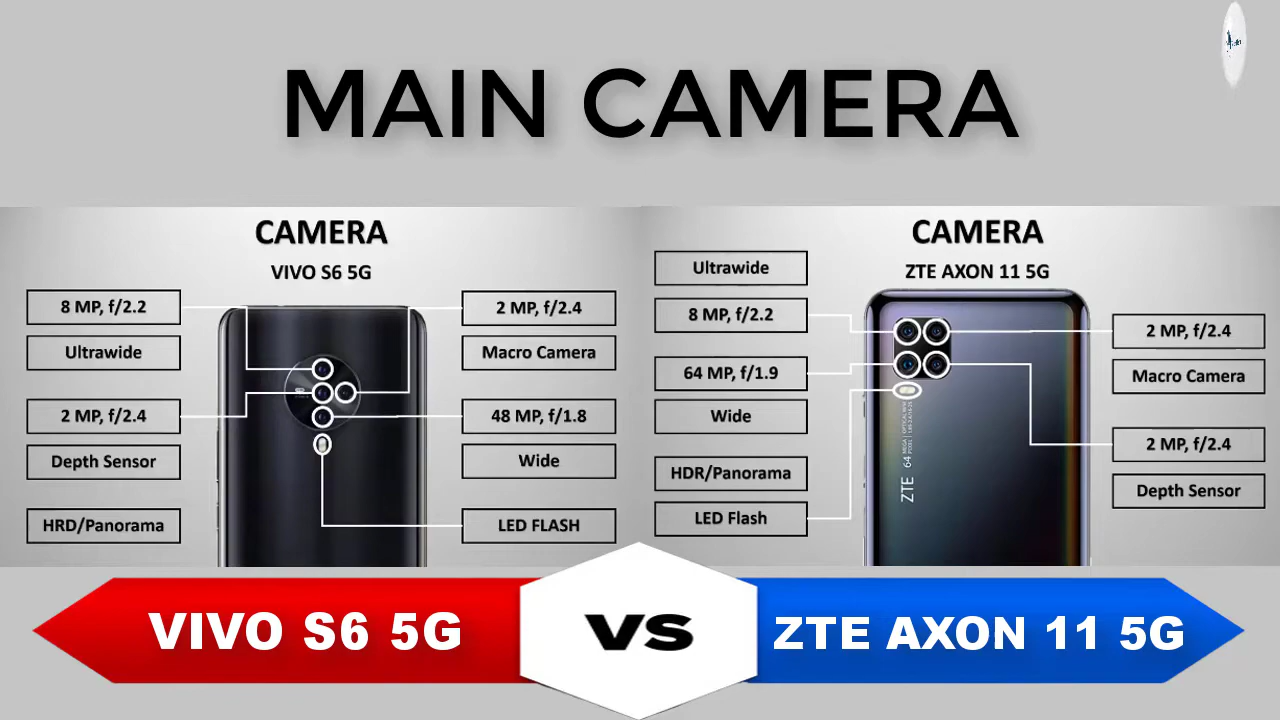 MAIN CAMERA
CAMERA
VIVO S6 5G
8 MP, f/2.2
Ultrawide
2 MP, f/2.4
Depth Sensor
HRD/Panorama
2 MP, f/2.4
Macro Camera
48 MP, f/1.8
Wide
LED FLASH
CAMERA
ZTE AXON 11 5G
Ultrawide
8 MP, f/2.2
64 MP, f/1.9
Wide
HDR/Panorama
LED Flash
ZTE 64
2 MP, f/2.4
Macro Camera
2 MP, f/2.4
Depth Sensor
VIVO S6 5G
VS
ZTE AXON 11 5G